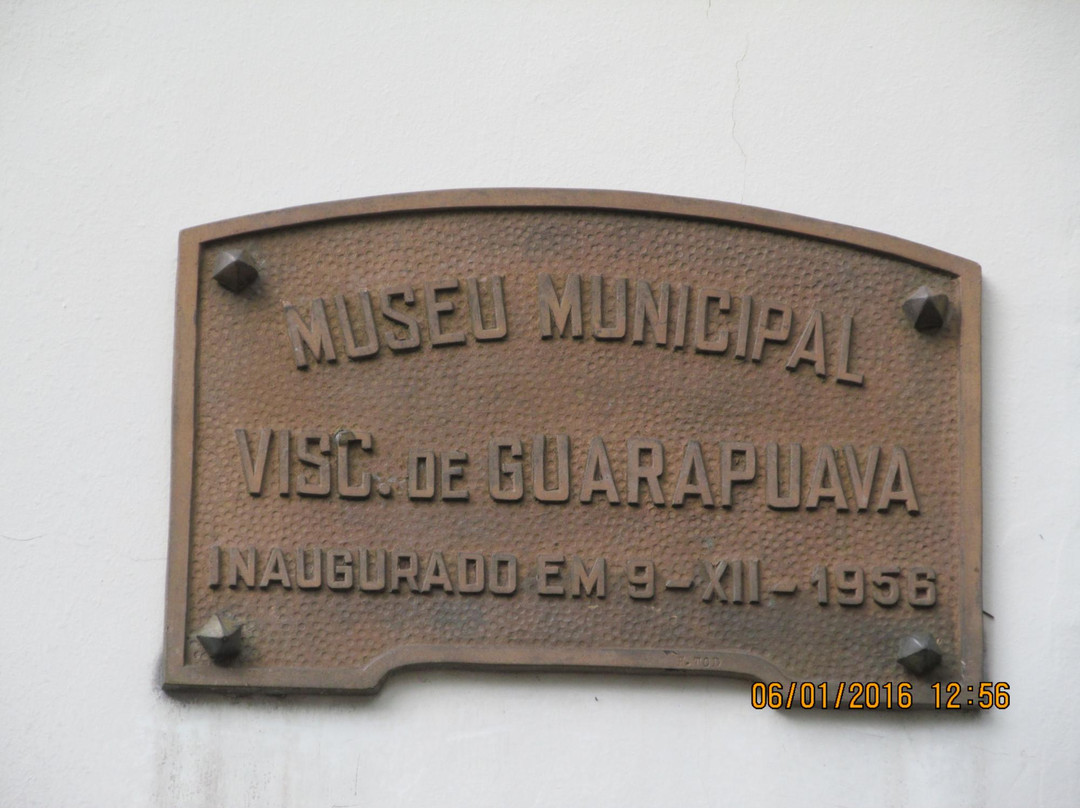 MUSEU MUNICIPAL
VISC. DE GUARAPUAVA
INAUGURADO EM 9-XII-1956
06/01/2016 12:56